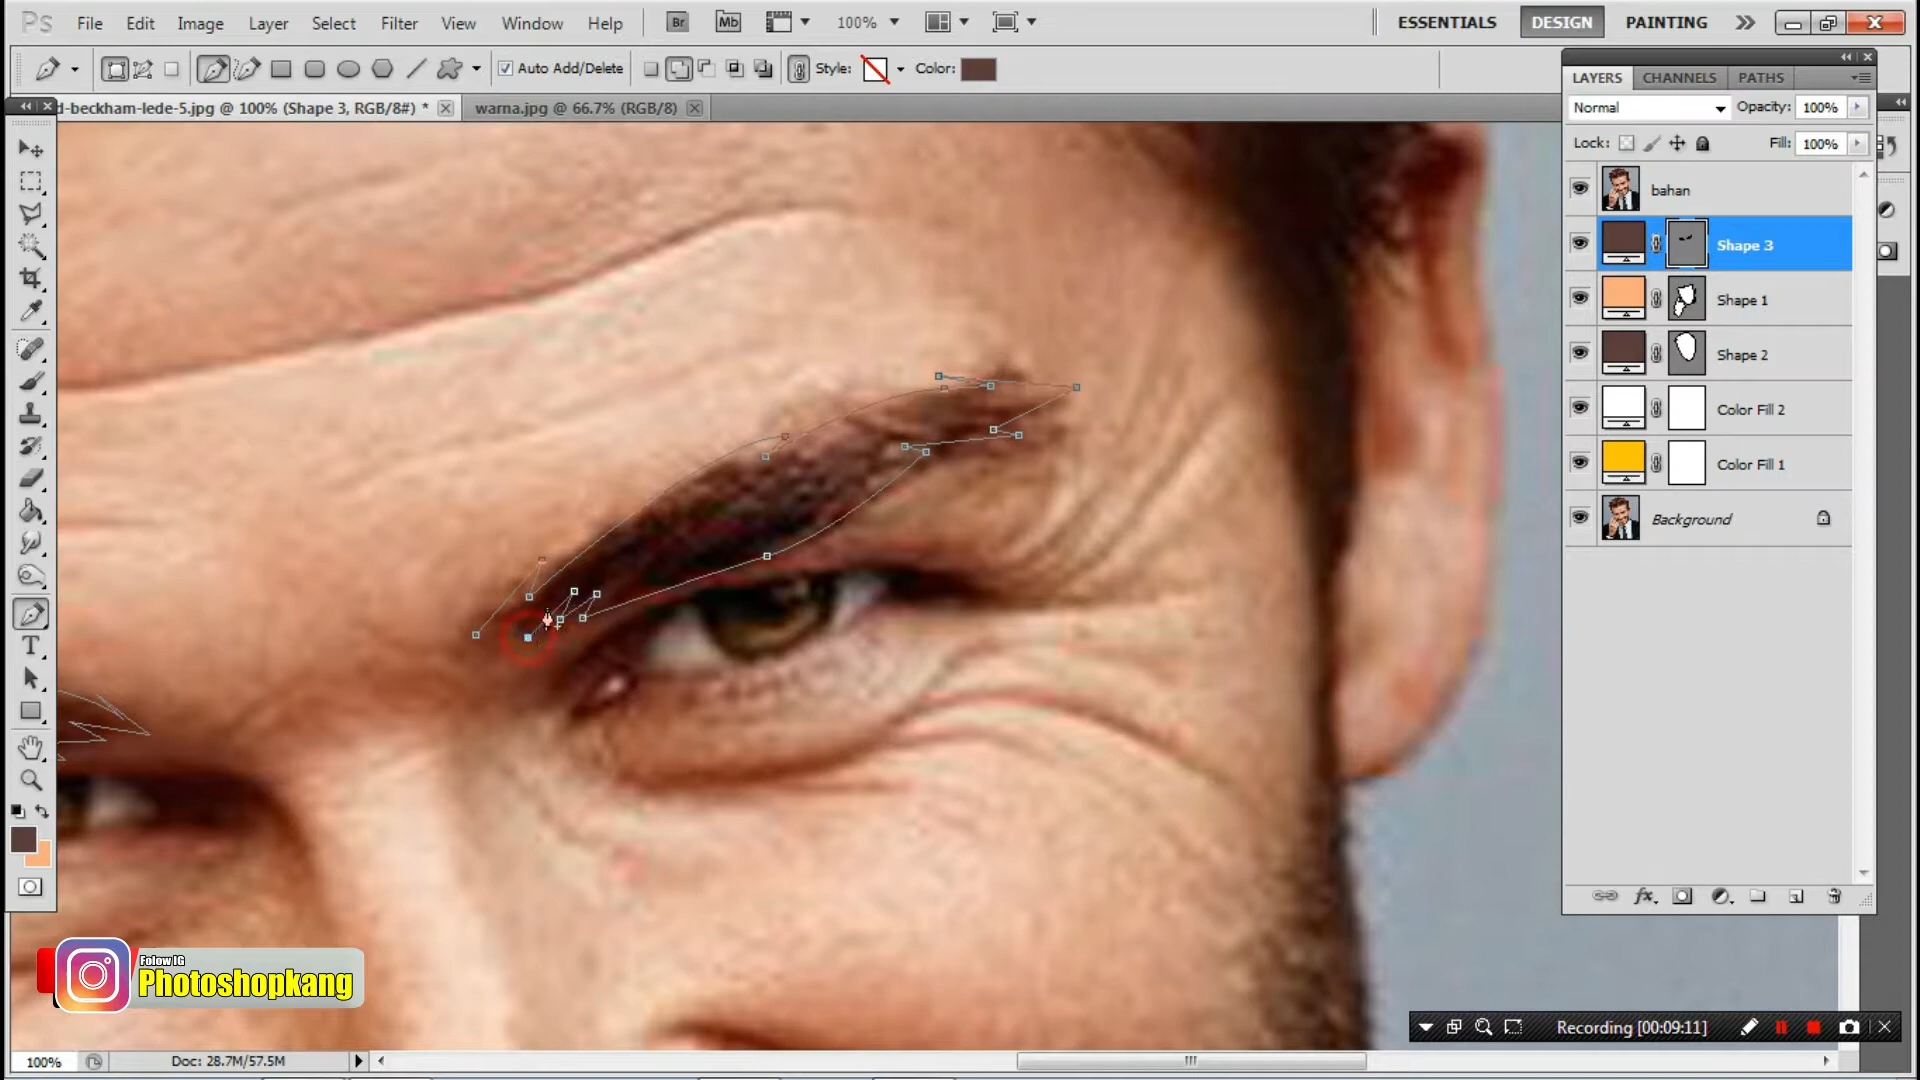 Ps File Edit Image Layer Select Filter View Window Help Br Mb 100% ESSENTIALS DESIGN PAINTING
Auto Add/Delete Style: Color:
d-beckham-lede-5.jpg @ 100% (Shape 3, RGB/8#) * warna.jpg @ 66.7% (RGB/8)
LAYERS CHANNELS PATHS
Normal Opacity: 100%
Lock: Fill: 100%
bahan
Shape 3
Shape 1
Shape 2
Color Fill 2
Color Fill 1
Background
T
fx
Folow IG
Photoshopkang
Recording [00:09:11]
100% Doc: 28.7M/57.5M